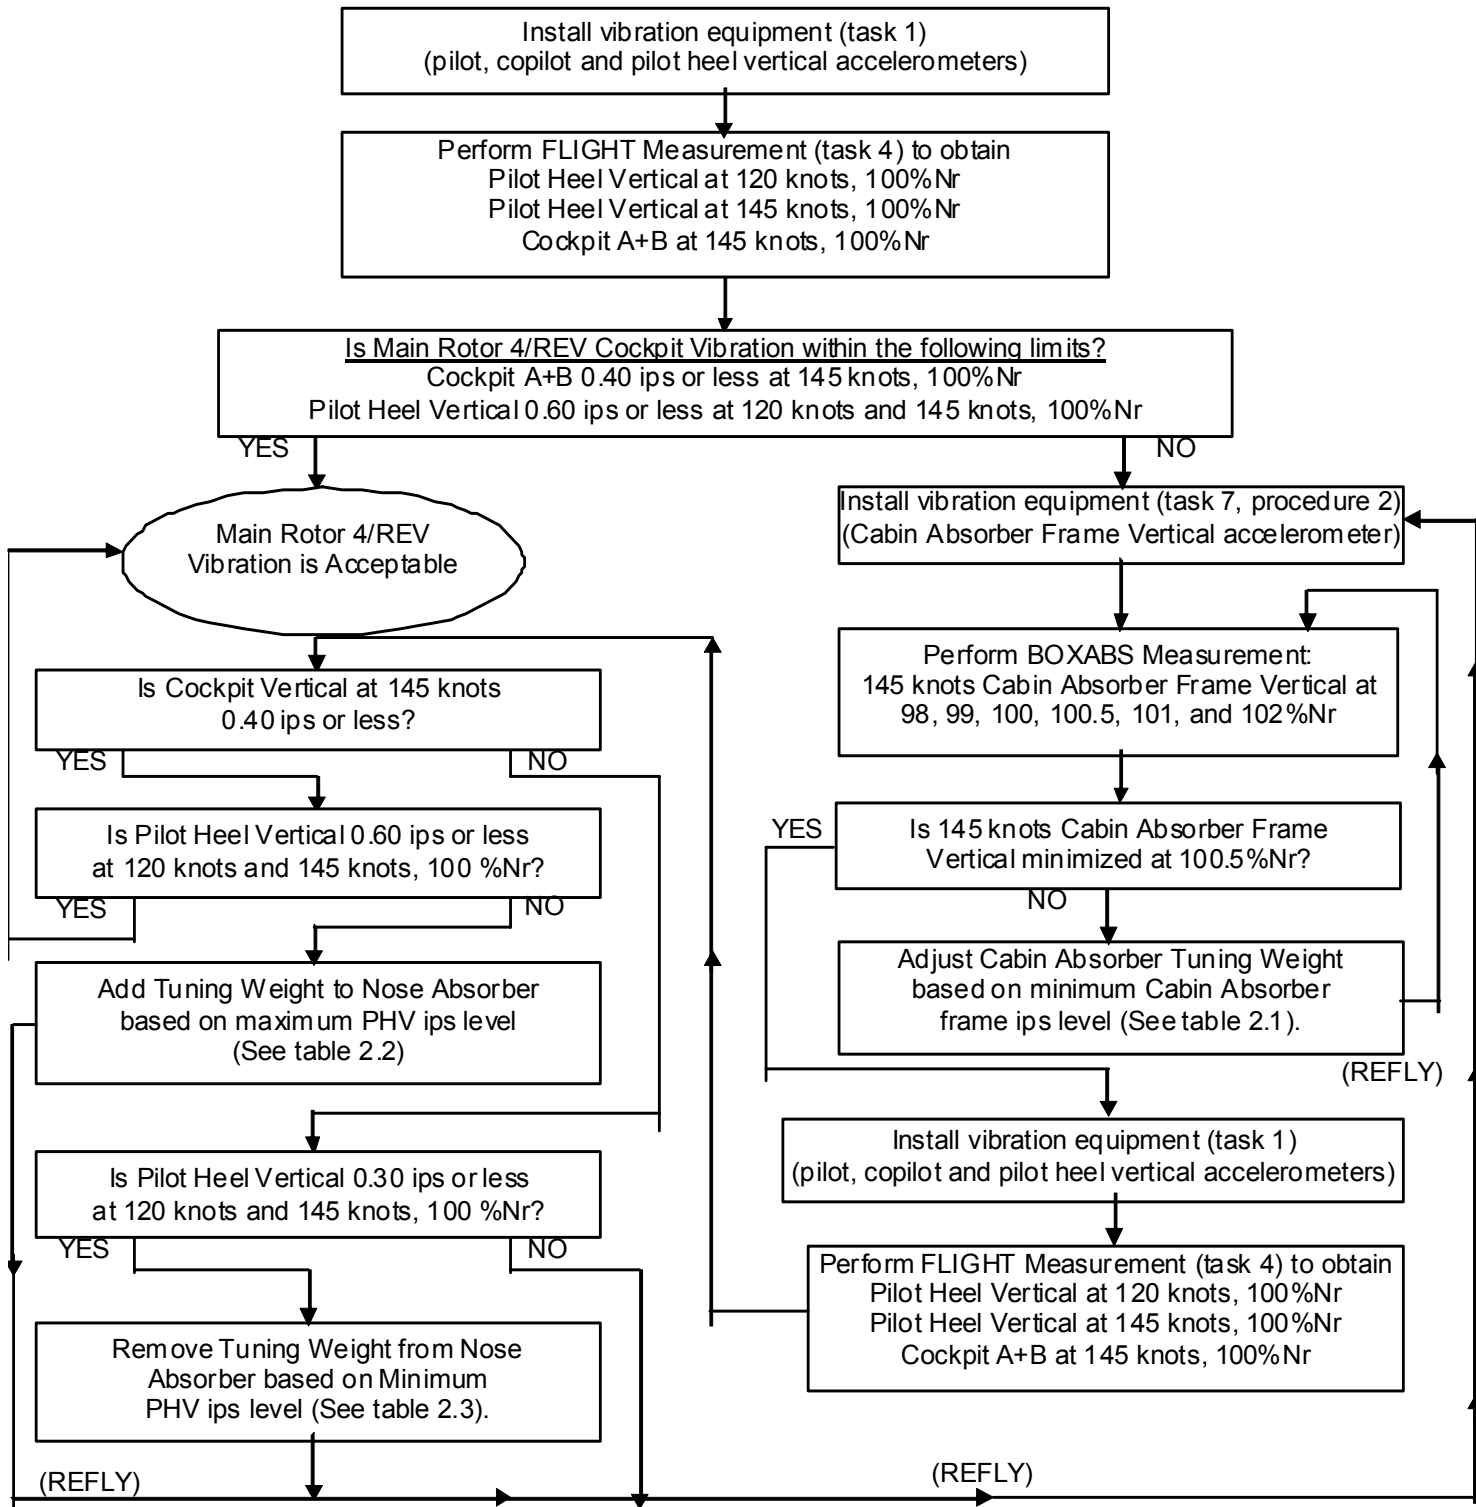 Install vibration equipment (task 1)
(pilot, copilot and pilot heel vertical accelerometers)
Perform FLIGHT Measurement (task 4) to obtain
Pilot Heel Vertical at 120 knots, 100%Nr
Pilot Heel Vertical at 145 knots, 100%Nr
Cockpit A+B at 145 knots, 100%Nr
Is Main Rotor 4/REV Cockpit Vibration within the following limits?
Cockpit A+B 0.40 ips or less at 145 knots, 100%Nr
Pilot Heel Vertical 0.60 ips or less at 120 knots and 145 knots, 100%Nr
YES
NO
Main Rotor 4/REV
Vibration is Acceptable
Install vibration equipment (task 7, procedure 2)
(Cabin Absorber Frame Vertical accelerometer)
Perform BOXABS Measurement:
145 knots Cabin Absorber Frame Vertical at
98, 99, 100, 100.5, 101, and 102%Nr
Is Cockpit Vertical at 145 knots
0.40 ips or less?
YES
NO
Is Pilot Heel Vertical 0.60 ips or less
at 120 knots and 145 knots, 100 %Nr?
YES
NO
YES
Is 145 knots Cabin Absorber Frame
Vertical minimized at 100.5%Nr?
NO
Add Tuning Weight to Nose Absorber
based on maximum PHV ips level
(See table 2.2)
Adjust Cabin Absorber Tuning Weight
based on minimum Cabin Absorber
frame ips level (See table 2.1).
(REFLY)
Install vibration equipment (task 1)
(pilot, copilot and pilot heel vertical accelerometers)
Is Pilot Heel Vertical 0.30 ips or less
at 120 knots and 145 knots, 100 %Nr?
YES
NO
Perform FLIGHT Measurement (task 4) to obtain
Pilot Heel Vertical at 120 knots, 100%Nr
Pilot Heel Vertical at 145 knots, 100%Nr
Cockpit A+B at 145 knots, 100%Nr
Remove Tuning Weight from Nose
Absorber based on Minimum
PHV ips level (See table 2.3).
(REFLY)
(REFLY)